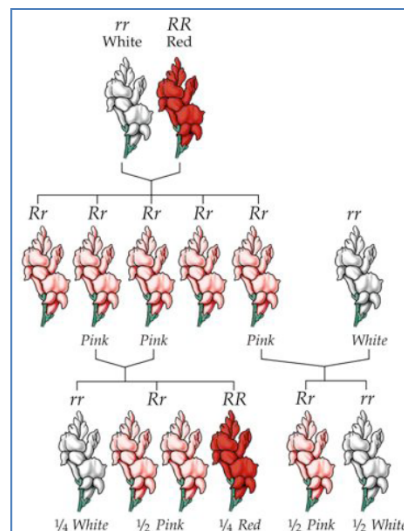 rr RR
White Red
Rr Rr Rr Rr Rr rr
Pink Pink Pink White
rr Rr RR Rr rr
¼ White ½ Pink ¼ Red ½ Pink ½ White